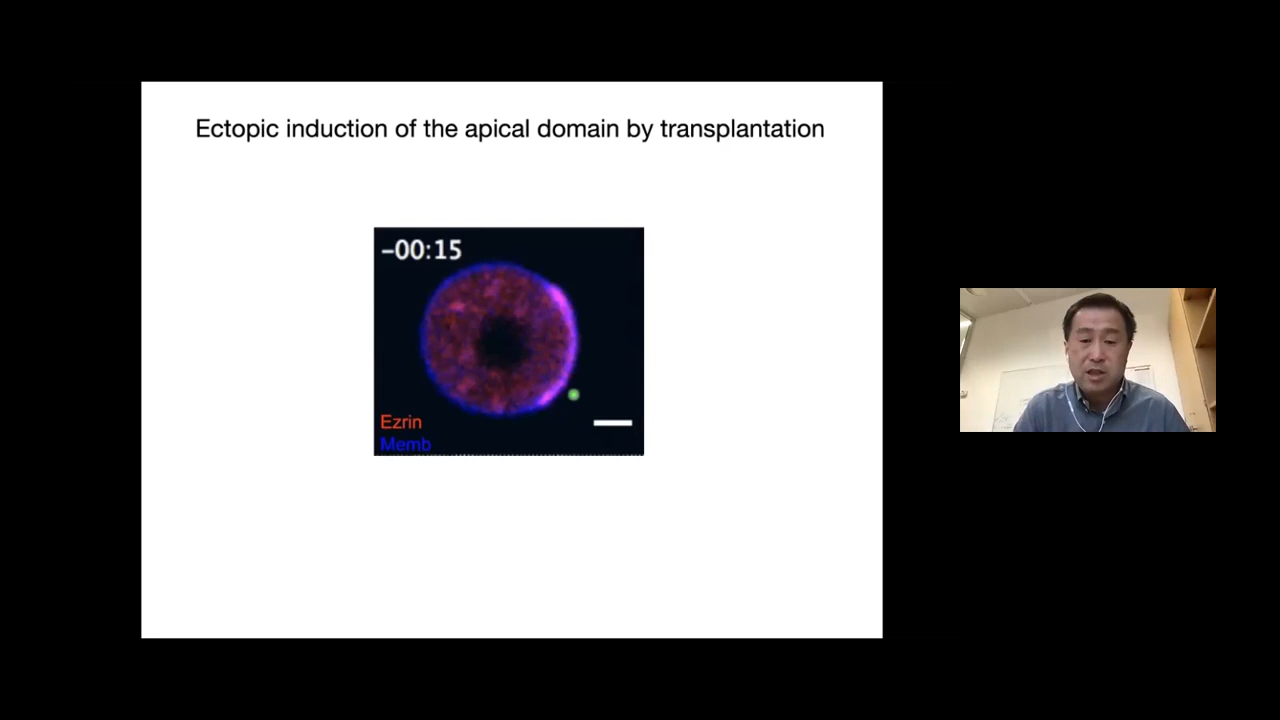 Ectopic induction of the apical domain by transplantation
–00:15
Ezrin
Memb